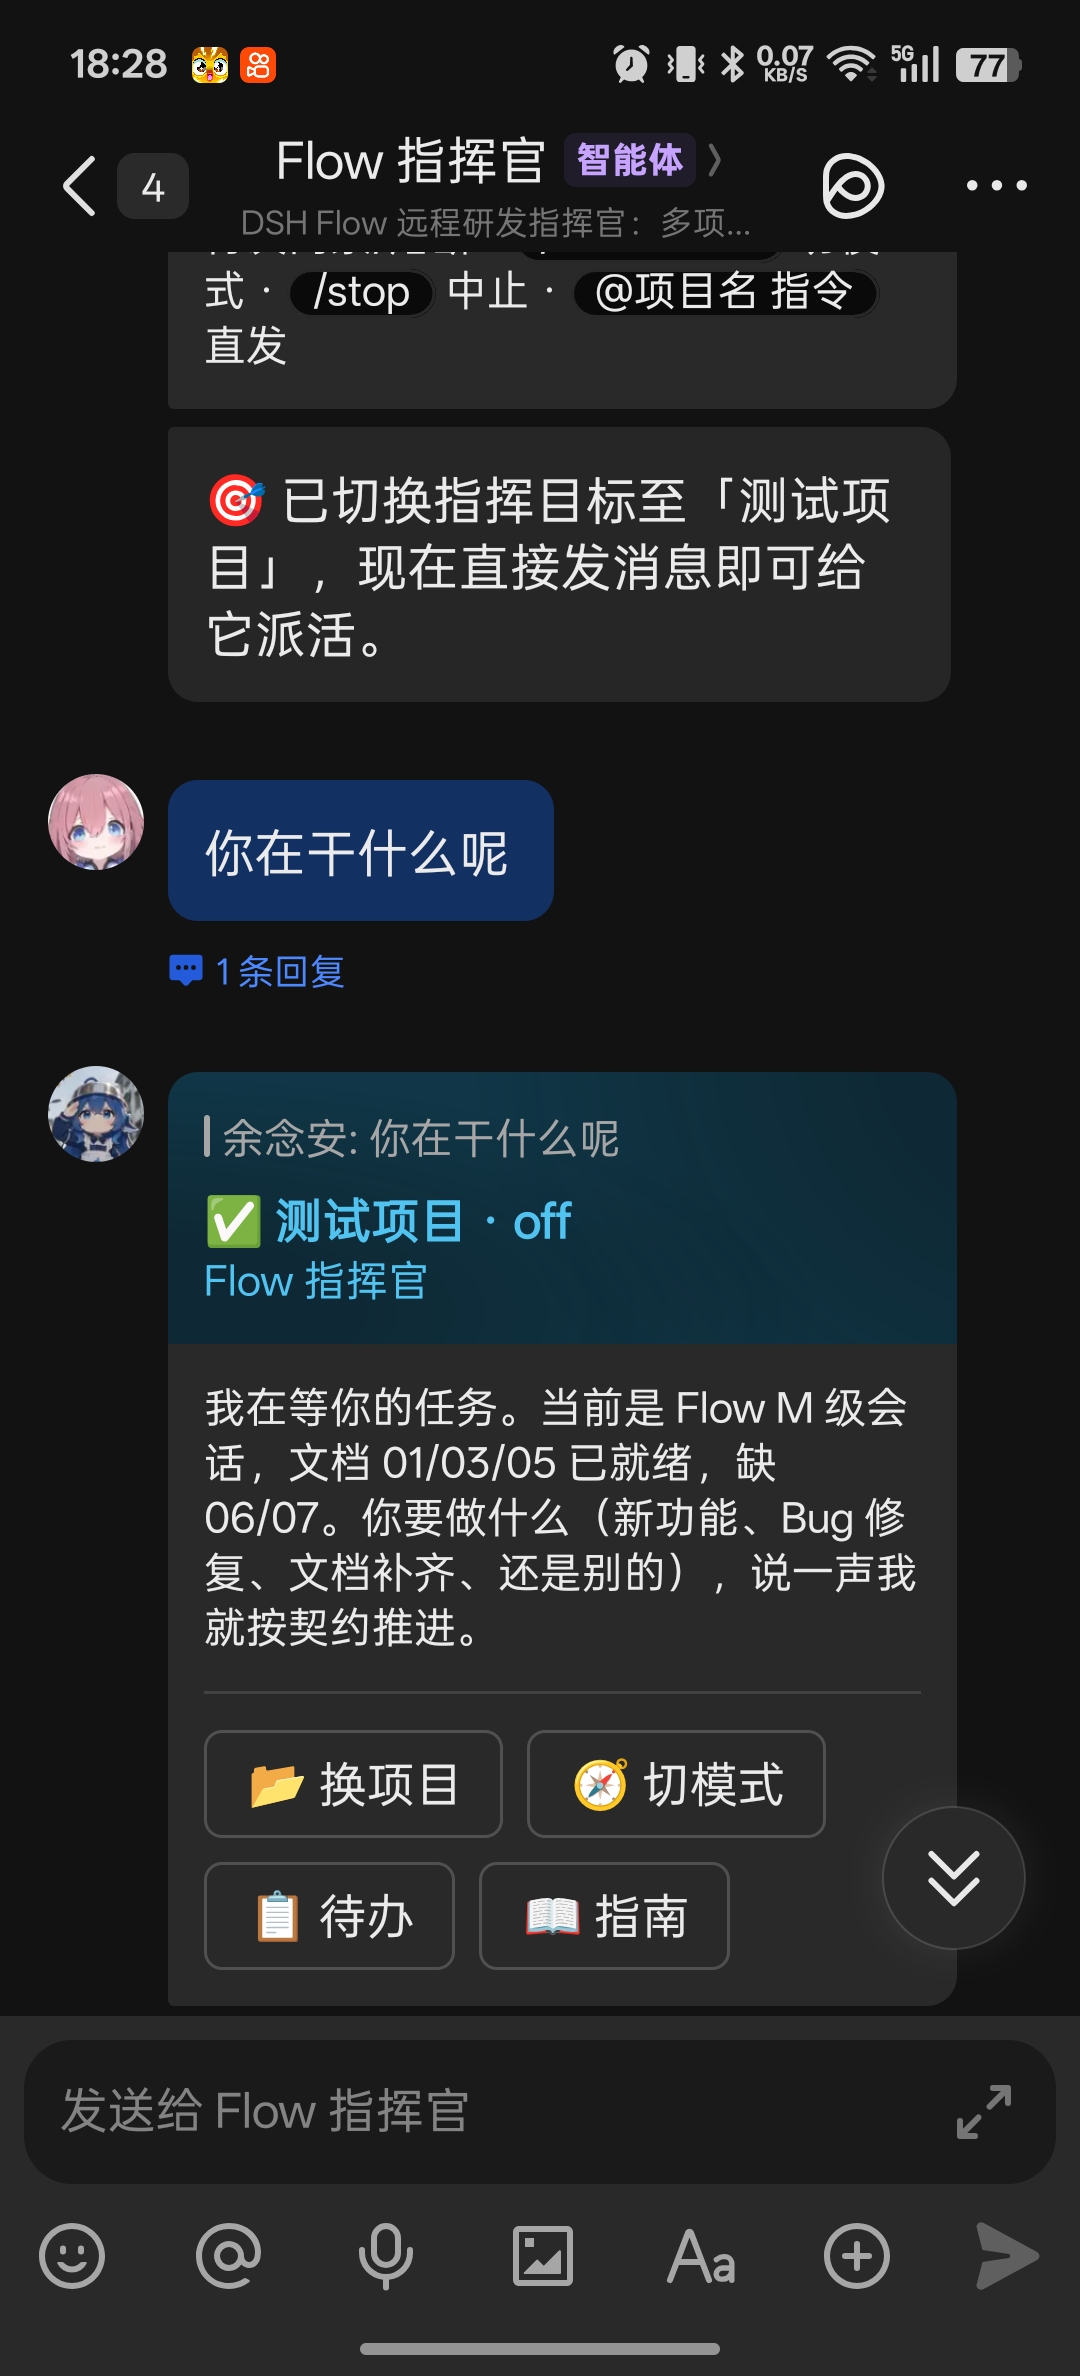 18:28
0.07
KB/S
5G
77
4
Flow 指挥官 智能体
DSH Flow 远程研发指挥官：多项...
式 · /stop 中止 · @项目名 指令
直发
🎯 已切换指挥目标至「测试项
目」，现在直接发消息即可给
它派活。
你在干什么呢
1 条回复
余念安: 你在干什么呢
✅ 测试项目 · off
Flow 指挥官
我在等你的任务。当前是 Flow M 级会
话，文档 01/03/05 已就绪，缺
06/07。你要做什么（新功能、Bug 修
复、文档补齐、还是别的），说一声我
就按契约推进。
📂 换项目
🧭 切模式
📋 待办
📖 指南
发送给 Flow 指挥官
Aa